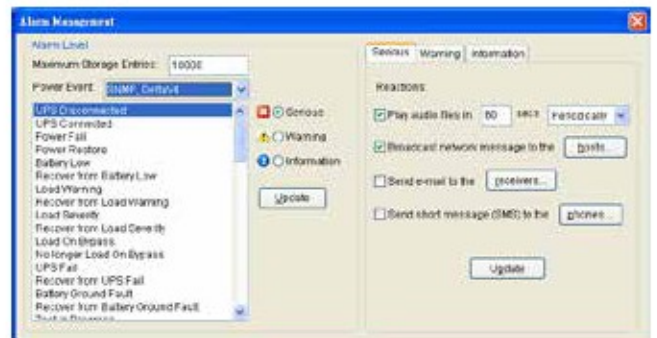 Alarm Management
Alarm Level
Maximum Storage Entries: 10000
Power Event: SNMP_DeltaV4
UPS Disconnected
UPS Connected
Power Fail
Power Restore
Battery Low
Recover from Battery Low
Load Warning
Recover from Load Warning
Load Severity
Recover from Load Severity
Load On Bypass
No longer Load On Bypass
UPS Fail
Recover from UPS Fail
Battery Ground Fault
Recover from Battery Ground Fault
Test in Progress
Serious
Warning
Information
Update
Serious Warning Information
Reactions:
Play audio files in 60 secs Periodically
Broadcast network message to the hosts...
Send e-mail to the receivers...
Send short message (SMS) to the phones...
Update